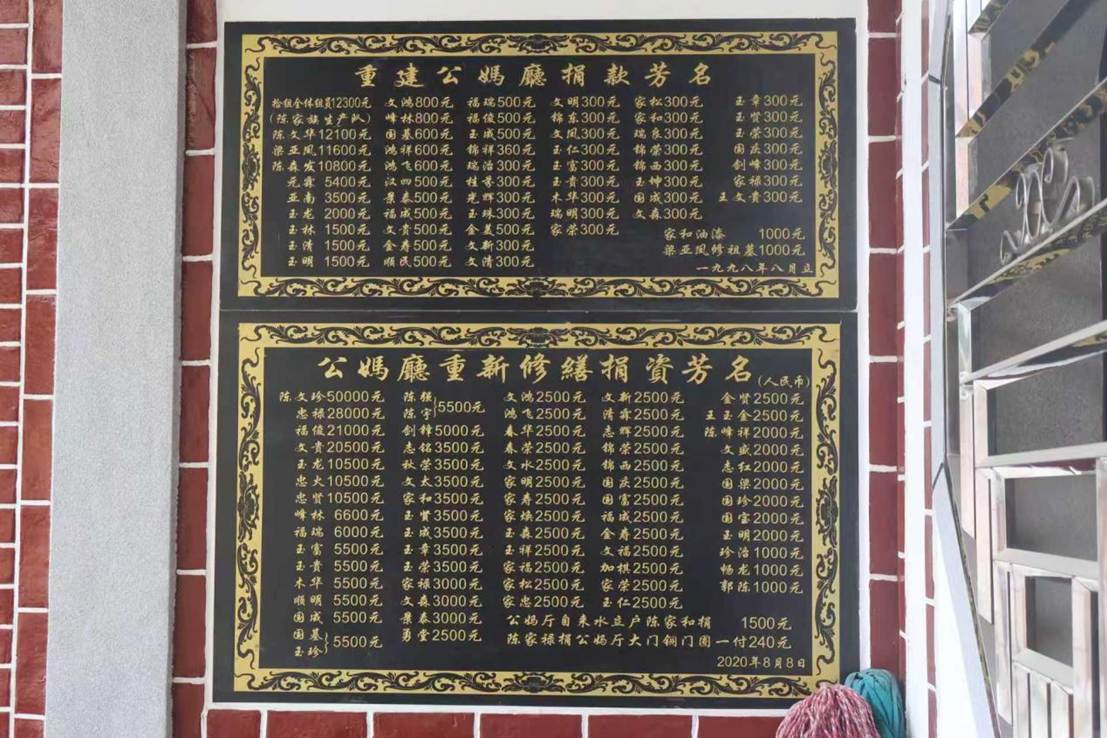 重建公媽廳捐款芳名
拾租全体组員12300元 文鴻800元 福瑞500元 文明300元 家松300元 玉章300元
(陈家族生产队) 峰林800元 福俊500元 錦东300元 家和300元 玉贤300元
陈文华12100元 国基600元 玉城500元 文凤300元 瑞良300元 玉荣300元
梁亚凤11600元 鴻祥600元 錦祥360元 玉仁300元 錦荣300元 国庆300元
陈森发10800元 鴻飞600元 瑞治300元 玉富300元 錦西300元 剑峰300元
元霖 5400元 汉四500元 桂芳300元 玉贵300元 玉坤300元 家禄300元
亚南 3500元 景泰500元 光辉300元 木华300元 国城300元 王文贵300元
玉龙 2000元 福城500元 玉珠300元 瑞明300元 文森300元
玉林 1500元 文贵500元 金美500元 家荣300元 家和油漆 1000元
玉清 1500元 金寿500元 文新300元 梁亚凤修祖墓1000元
玉明 1500元 顺民500元 文清300元 一九九八年八月立
公媽廳重新修繕捐資芳名(人民币)
陈文珍50000元 陈强 陈宇}5500元 文鸿2500元 文新2500元 金贤2500元
忠禄28000元 鸿飞2500元 清霖2500元 王玉金2500元
福俊21000元 剑锋5000元 春华2500元 志辉2500元 陈峰祥2000元
文贵20500元 志铭3500元 春荣2500元 锦荣2500元 文盛2000元
玉龙10500元 秋荣3500元 文水2500元 锦西2500元 志红2000元
忠火10500元 文太3500元 家明2500元 国庆2500元 国梁2000元
忠贤10500元 家和3500元 家寿2500元 国富2500元 国珍2000元
峰林 6600元 玉贤3500元 家焕2500元 福城2500元 国宝2000元
福瑞 6000元 玉城3500元 玉森2500元 金寿2500元 玉明2000元
玉富 5500元 玉章3500元 玉祥2500元 文福2500元 珍治1000元
玉贵 5500元 玉荣3500元 家福2500元 加祺2500元 畅龙1000元
木华 5500元 家禄3000元 家松2500元 家荣2500元 郭陈1000元
顺明 5500元 文森3000元 家忠2500元 玉仁2500元
国城 5500元 景泰3000元 公妈厅自来水立户陈家和捐 1500元
国基 玉珍}5500元 勇堂2500元 陈家禄捐公妈厅大门铜门圈一付240元
2020年8月8日